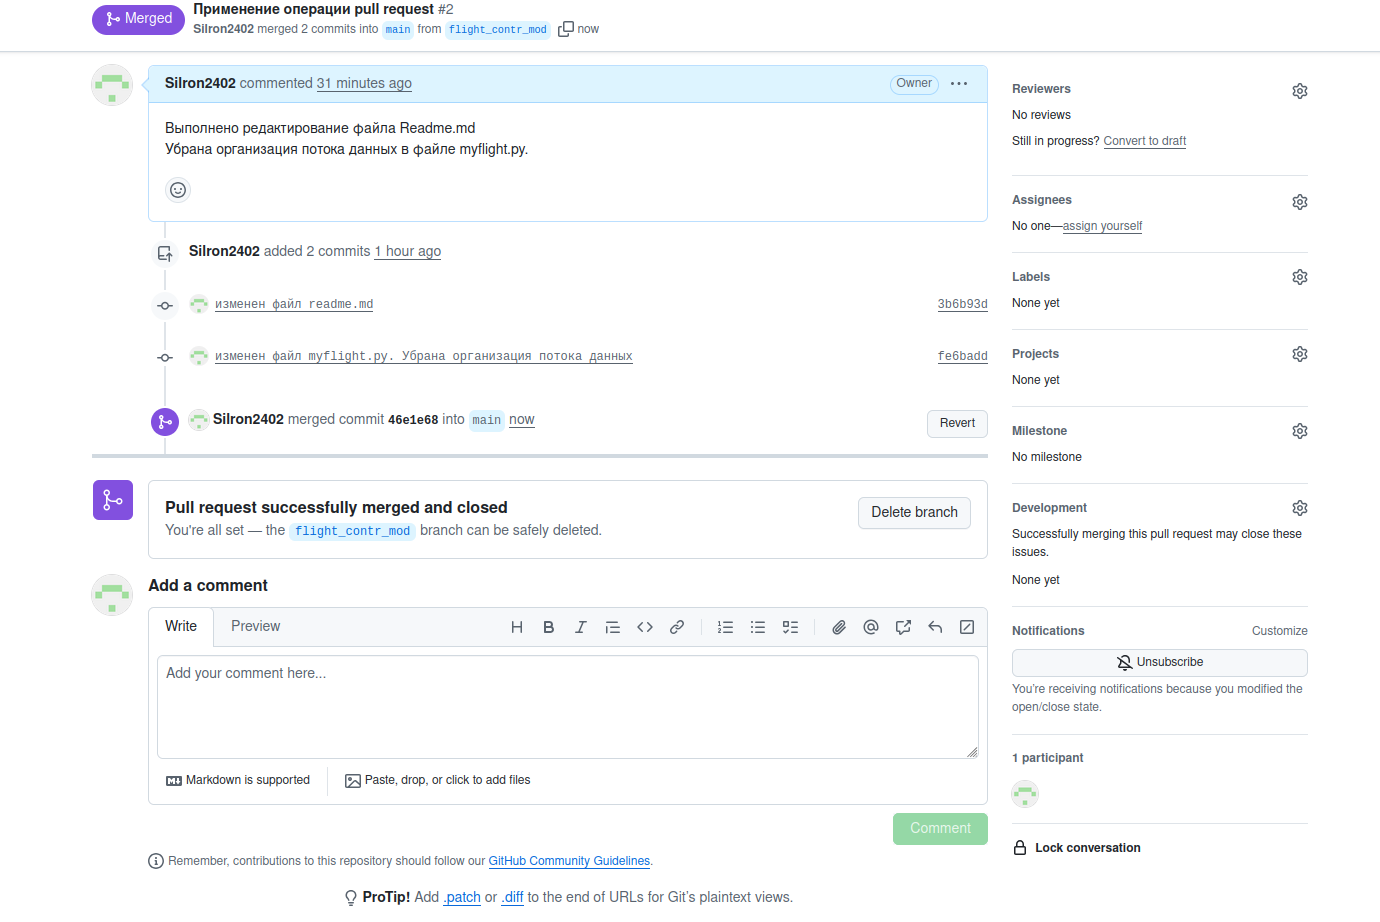 Merged
Применение операции pull request #2
Silron2402 merged 2 commits into main from flight_contr_mod now
Silron2402 commented 31 minutes ago
Owner
Выполнено редактирование файла Readme.md
Убрана организация потока данных в файле myflight.py.
Silron2402 added 2 commits 1 hour ago
изменен файл readme.md
3b6b93d
изменен файл myflight.py. Убрана организация потока данных
fe6badd
Silron2402 merged commit 46e1e68 into main now
Revert
Pull request successfully merged and closed
You're all set — the flight_contr_mod branch can be safely deleted.
Delete branch
Add a comment
Write
Preview
Add your comment here...
Markdown is supported
Paste, drop, or click to add files
Comment
Remember, contributions to this repository should follow our GitHub Community Guidelines.
ProTip! Add .patch or .diff to the end of URLs for Git's plaintext views.
Reviewers
No reviews
Still in progress? Convert to draft
Assignees
No one—assign yourself
Labels
None yet
Projects
None yet
Milestone
No milestone
Development
Successfully merging this pull request may close these
issues.
None yet
Notifications
Customize
Unsubscribe
You're receiving notifications because you modified the
open/close state.
1 participant
Lock conversation